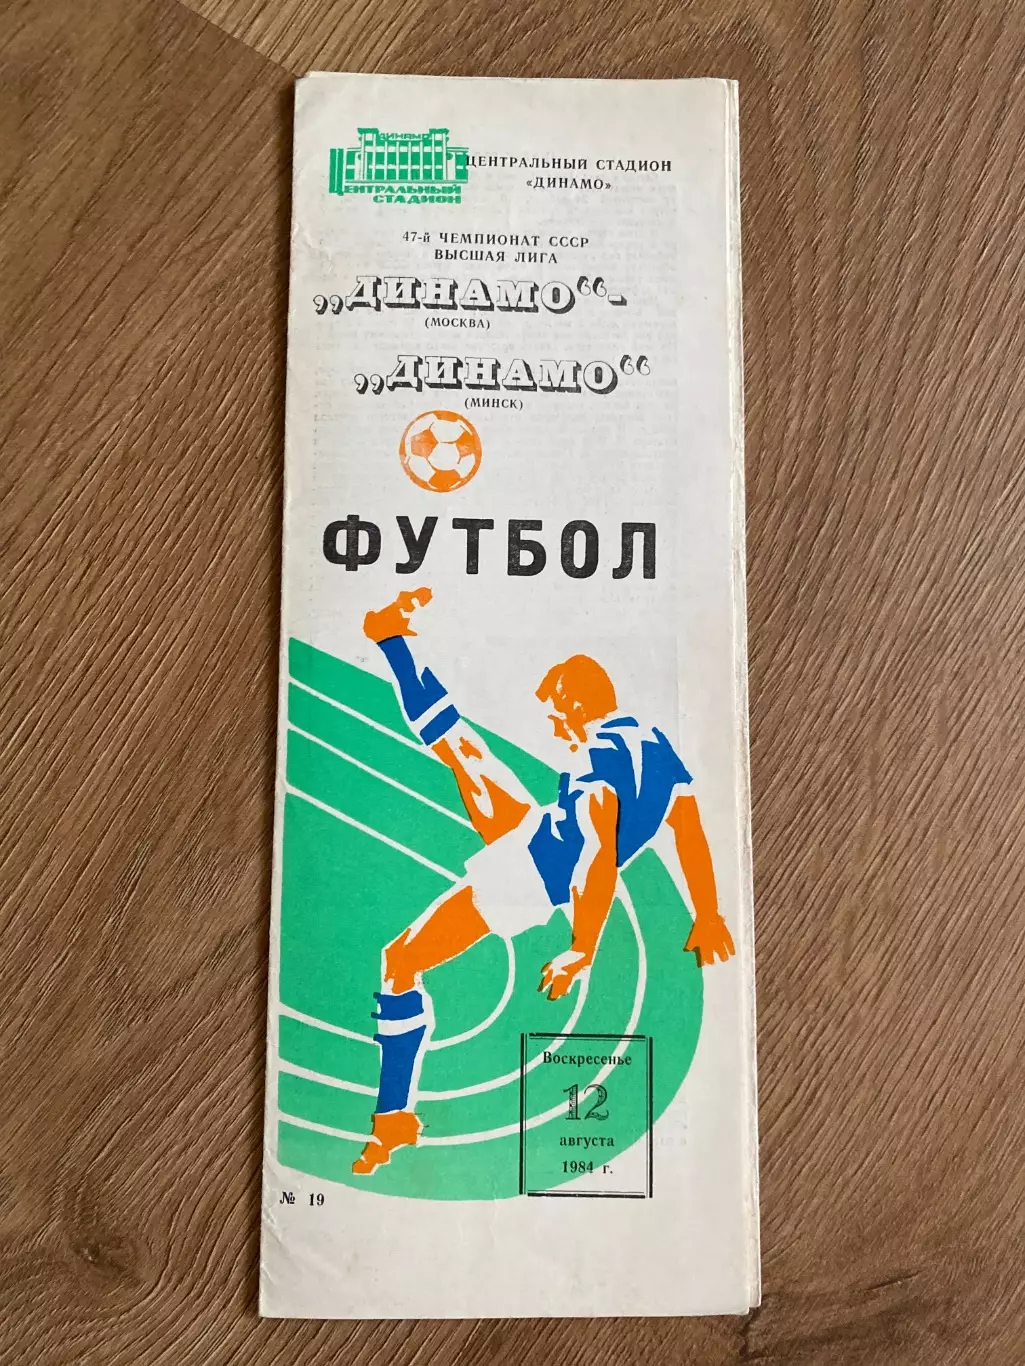 ДИНАМО
ЦЕНТРАЛЬНЫЙ
СТАДИОН
ЦЕНТРАЛЬНЫЙ СТАДИОН
«ДИНАМО»
47-й ЧЕМПИОНАТ СССР
ВЫСШАЯ ЛИГА
„ДИНАМО“-
(МОСКВА)
„ДИНАМО“
(МИНСК)
ФУТБОЛ
Воскресенье
12
августа
1984 г.
№ 19